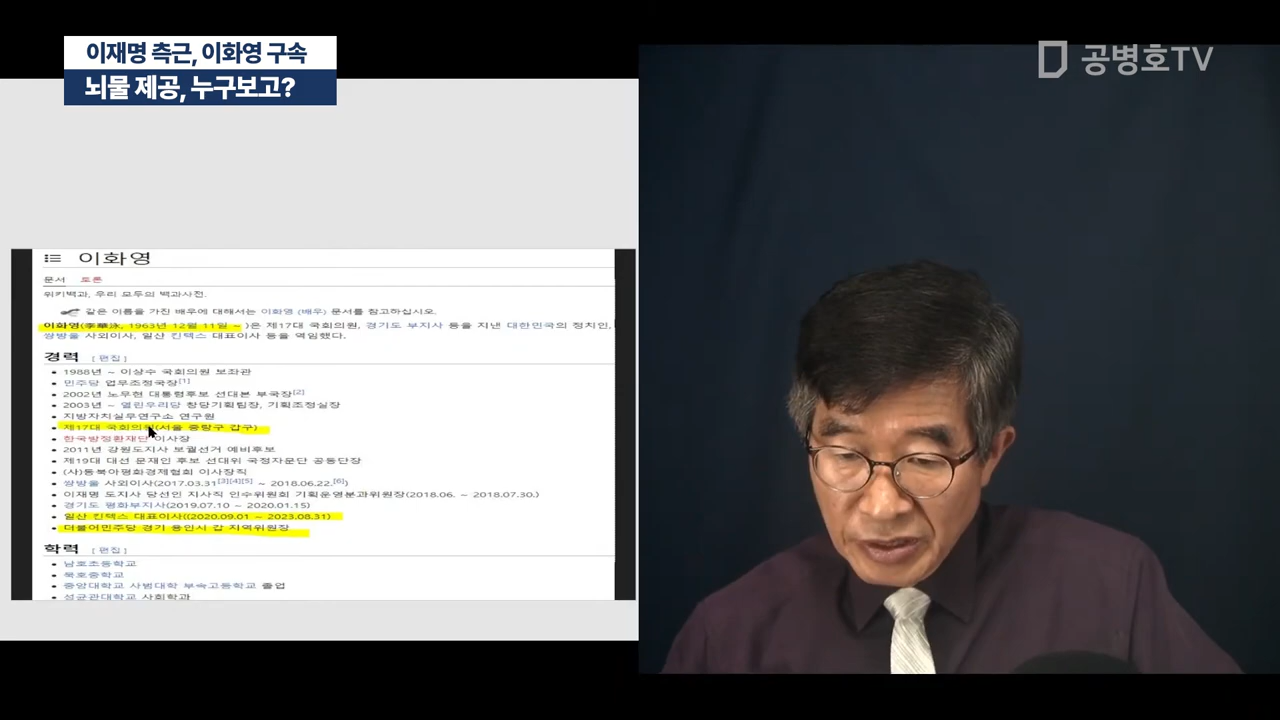 이재명 측근, 이화영 구속
뇌물 제공, 누구보고?
공병호TV
이화영
문서 토론
위키백과, 우리 모두의 백과사전.
같은 이름을 가진 배우에 대해서는 이화영 (배우) 문서를 참고하십시오.
이화영(李華泳, 1963년 12월 11일 ~ )은 제17대 국회의원, 경기도 부지사 등을 지낸 대한민국의 정치인,
쌍방울 사외이사, 일산 킨텍스 대표이사 등을 역임했다.
경력 [ 편집 ]
1988년 ~ 이상수 국회의원 보좌관
민주당 업무조정국장[1]
2002년 노무현 대통령후보 선대본 부국장[2]
2003년 ~ 열린우리당 창당기획팀장, 기획조정실장
지방자치실무연구소 연구원
제17대 국회의원(서울 중랑구 갑구)
한국방정환재단 이사장
2011년 강원도지사 보궐선거 예비후보
제19대 대선 문재인 후보 선대위 국정자문단 공동단장
(사)동북아평화경제협회 이사장직
쌍방울 사외이사(2017.03.31[3][4][5] ~ 2018.06.22.[6])
이재명 도지사 당선인 지사직 인수위원회 기획운영분과위원장(2018.06. ~ 2018.07.30.)
경기도 평화부지사(2019.07.10 ~ 2020.01.15)
일산 킨텍스 대표이사((2020.09.01 ~ 2023.08.31)
더불어민주당 경기 용인시 갑 지역위원장
학력 [ 편집 ]
남호초등학교
묵호중학교
중앙대학교 사범대학 부속고등학교 졸업
성균관대학교 사회학과